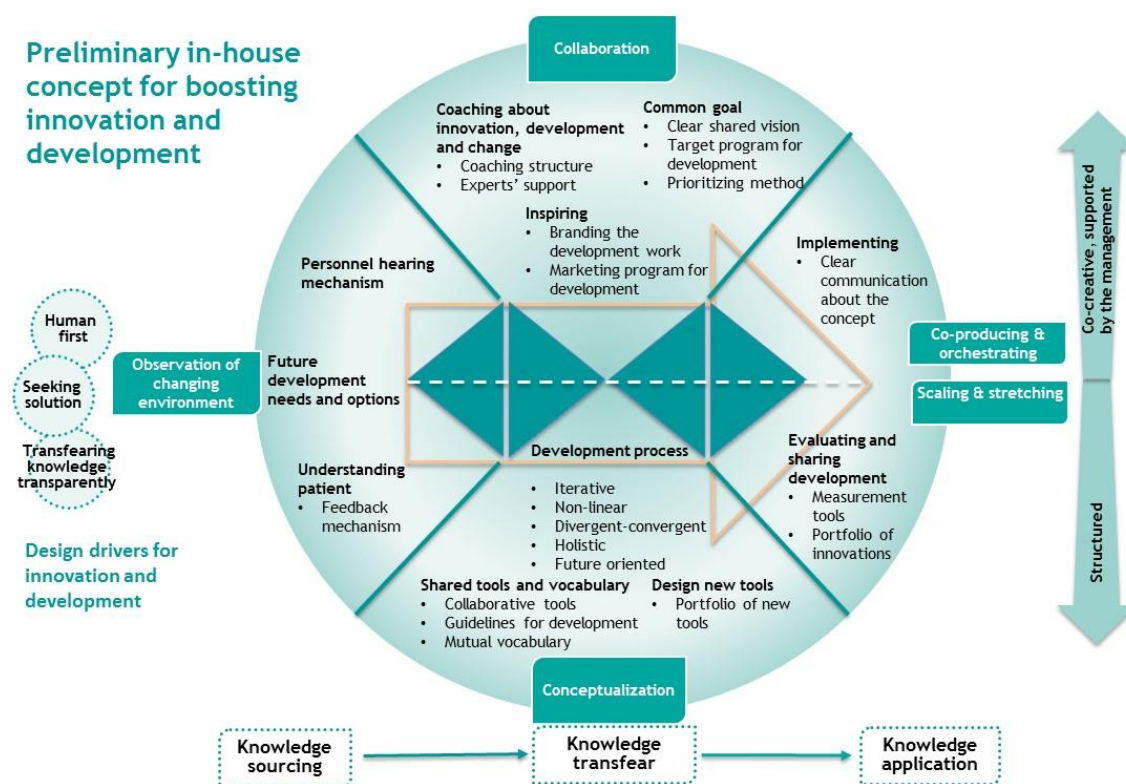 Preliminary in-house
concept for boosting
innovation and
development
Collaboration
Coaching about
innovation, development
and change
• Coaching structure
• Experts' support
Common goal
• Clear shared vision
• Target program for
development
• Prioritizing method
Inspiring
• Branding the
development work
• Marketing program for
development
Personnel hearing
mechanism
Implementing
• Clear
communication
about the
concept
Human
first
Seeking
solution
Transfearing
knowledge
transparently
Observation of
changing
environment
Future
development
needs and options
Co-producing &
orchestrating
Scaling & stretching
Co-creative, supported
by the management
Structured
Understanding
patient
• Feedback
mechanism
Development process
• Iterative
• Non-linear
• Divergent-convergent
• Holistic
• Future oriented
Evaluating and
sharing
development
• Measurement
tools
• Portfolio of
innovations
Design drivers for
innovation and
development
Shared tools and vocabulary
• Collaborative tools
• Guidelines for development
• Mutual vocabulary
Design new tools
• Portfolio of new
tools
Conceptualization
Knowledge
sourcing
Knowledge
transfear
Knowledge
application